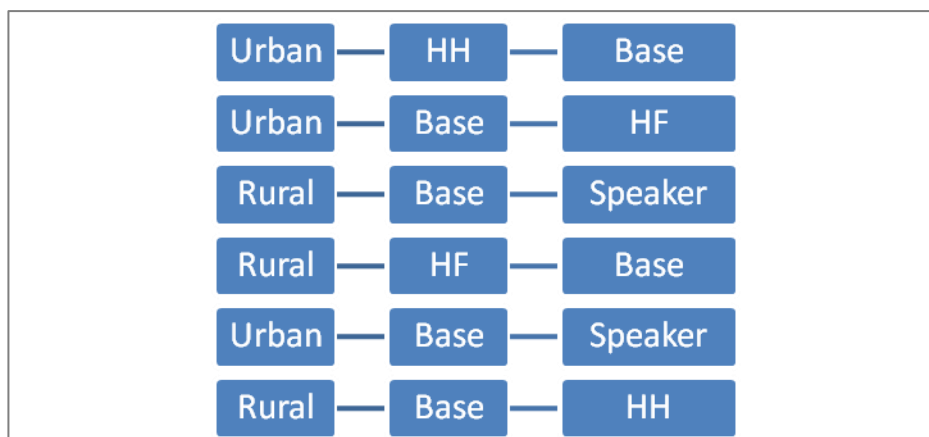 Urban HH Base
Urban Base HF
Rural Base Speaker
Rural HF Base
Urban Base Speaker
Rural Base HH